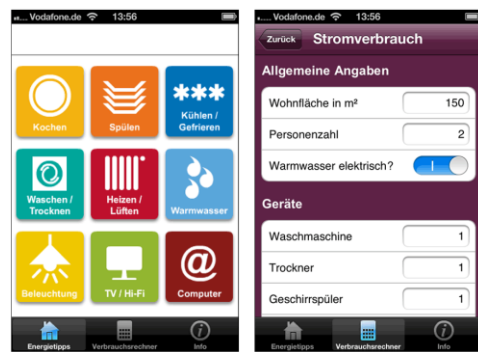 Vodafone.de 13:56
Kochen
Spülen
Kühlen /
Gefrieren
Waschen /
Trocknen
Heizen /
Lüften
Warmwasser
Beleuchtung
TV / Hi-Fi
@
Computer
Energietipps Verbrauchsrechner Info
Vodafone.de 13:56
Zurück Stromverbrauch
Allgemeine Angaben
Wohnfläche in m² 150
Personenzahl 2
Warmwasser elektrisch?
Geräte
Waschmaschine 1
Trockner 1
Geschirrspüler 1
Energietipps Verbrauchsrechner Info